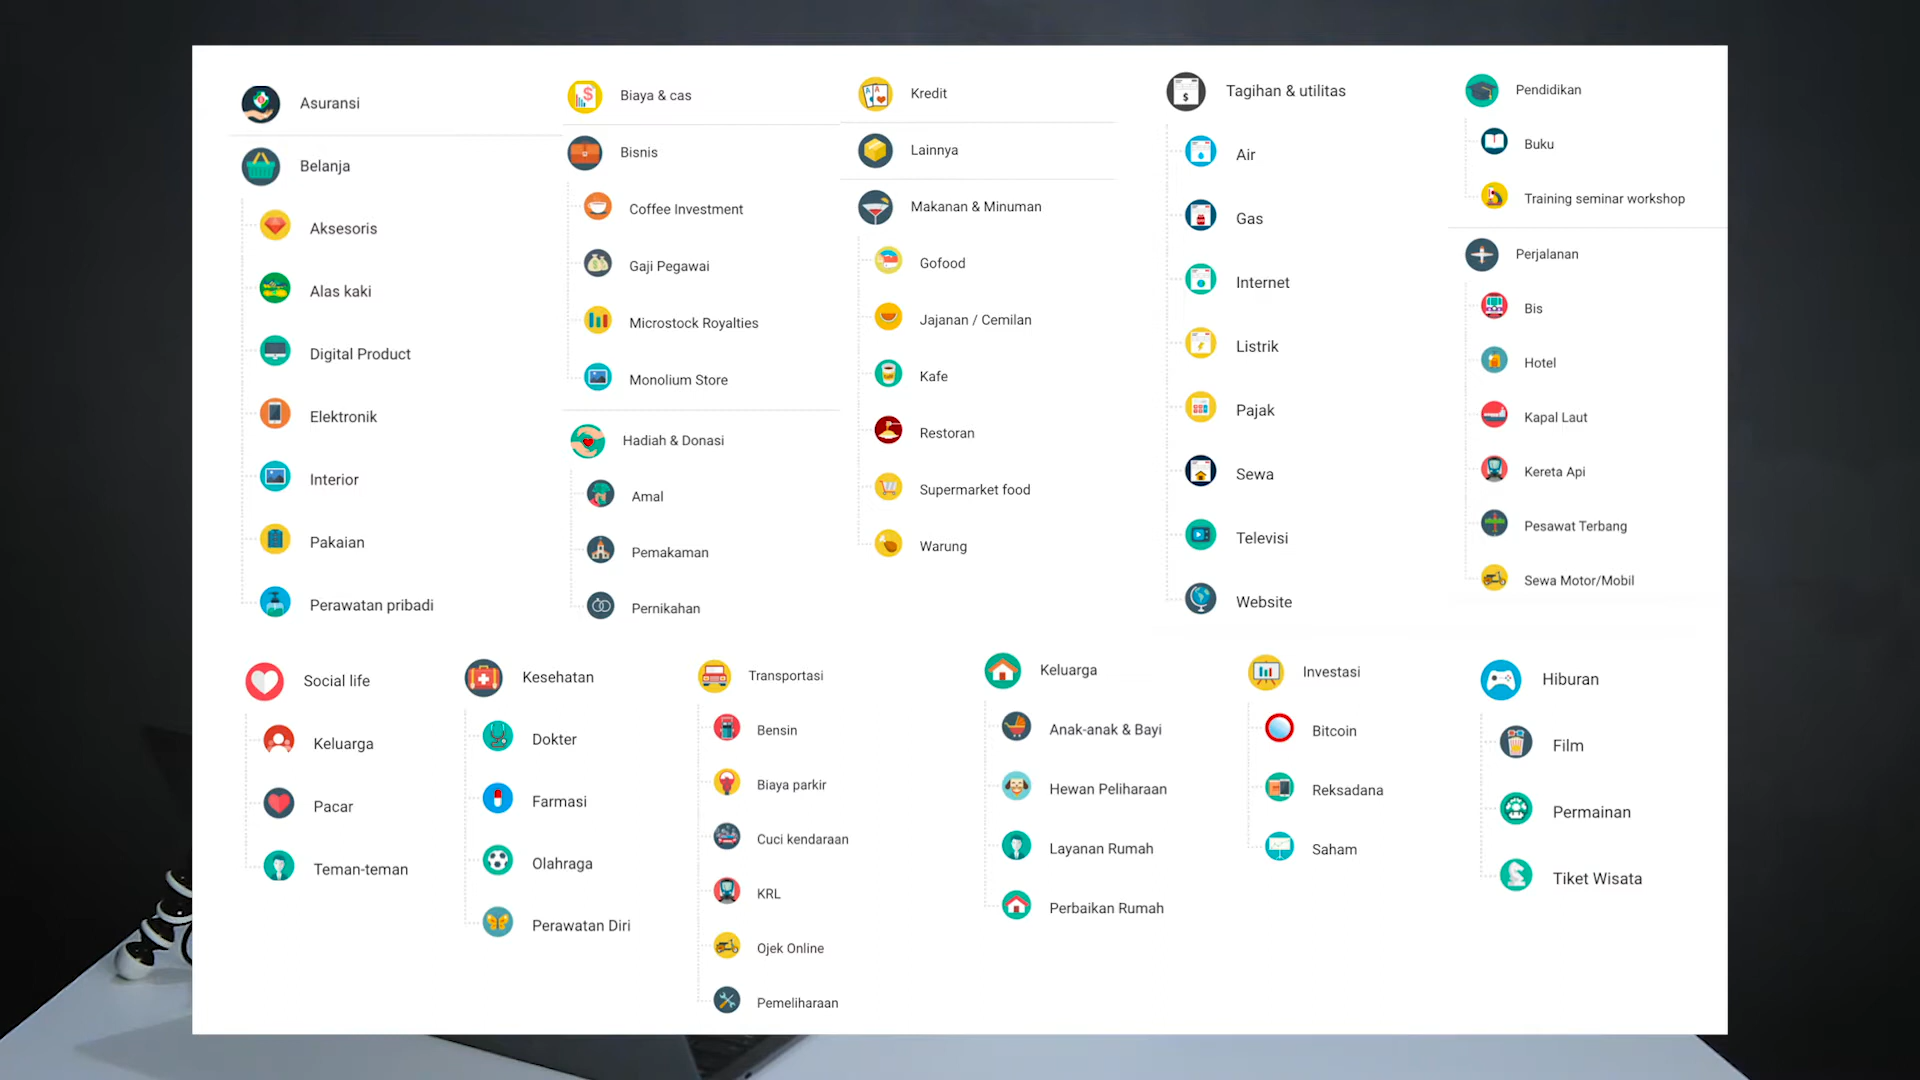 Asuransi
Belanja
Aksesoris
Alas kaki
Digital Product
Elektronik
Interior
Pakaian
Perawatan pribadi
Biaya & cas
Bisnis
Coffee Investment
Gaji Pegawai
Microstock Royalties
Monolium Store
Hadiah & Donasi
Amal
Pemakaman
Pernikahan
Kredit
Lainnya
Makanan & Minuman
Gofood
Jajanan / Cemilan
Kafe
Restoran
Supermarket food
Warung
Tagihan & utilitas
Air
Gas
Internet
Listrik
Pajak
Sewa
Televisi
Website
Pendidikan
Buku
Training seminar workshop
Perjalanan
Bis
Hotel
Kapal Laut
Kereta Api
Pesawat Terbang
Sewa Motor/Mobil
Social life
Keluarga
Pacar
Teman-teman
Kesehatan
Dokter
Farmasi
Olahraga
Perawatan Diri
Transportasi
Bensin
Biaya parkir
Cuci kendaraan
KRL
Ojek Online
Pemeliharaan
Keluarga
Anak-anak & Bayi
Hewan Peliharaan
Layanan Rumah
Perbaikan Rumah
Investasi
Bitcoin
Reksadana
Saham
Hiburan
Film
Permainan
Tiket Wisata